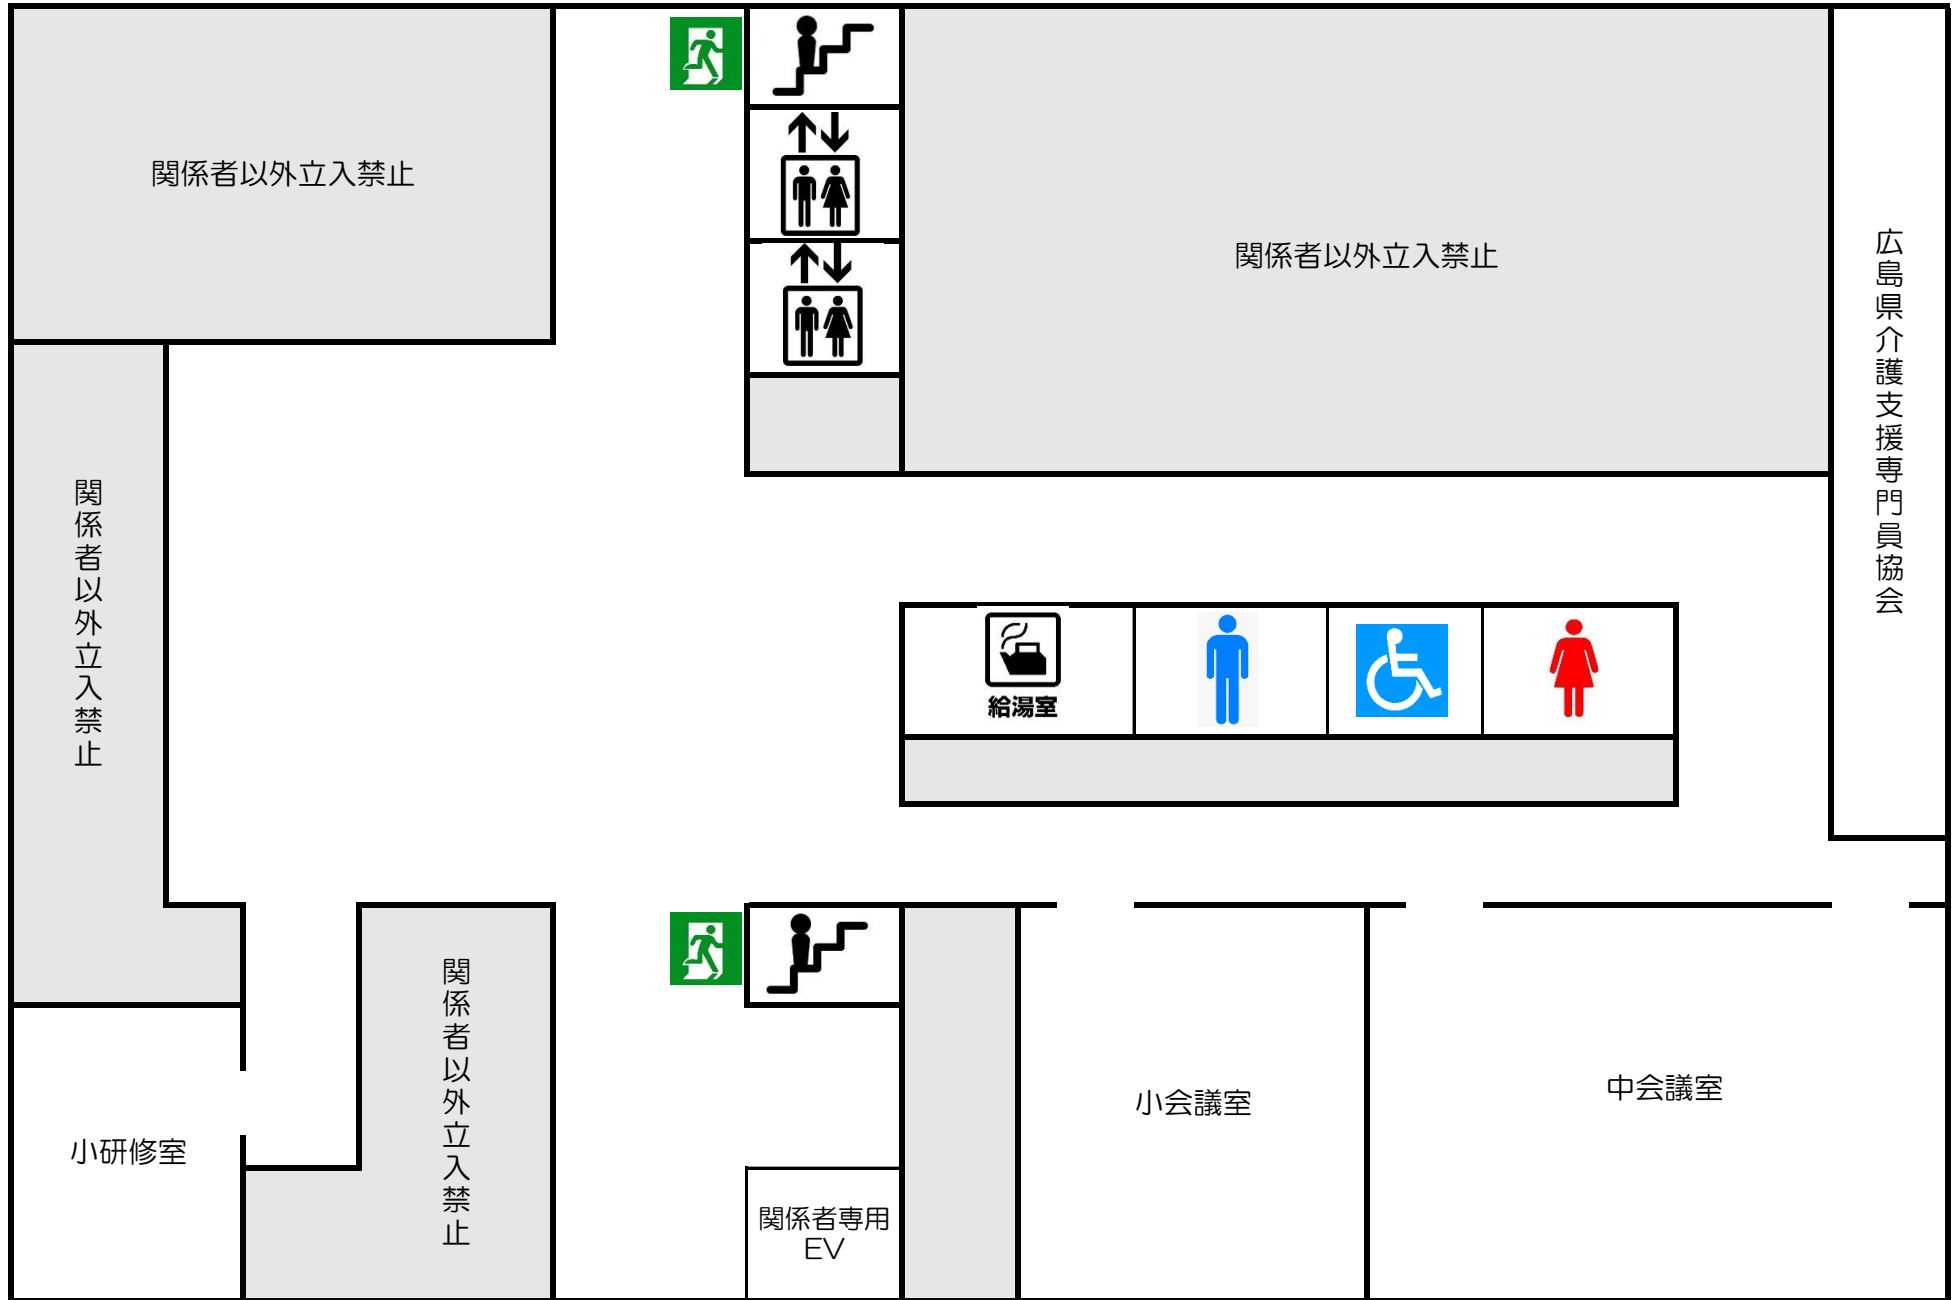 関係者以外立入禁止
関係者以外立入禁止
広島県介護支援専門員協会
関係者以外立入禁止
給湯室
関係者以外立入禁止
小会議室
中会議室
小研修室
関係者専用
EV